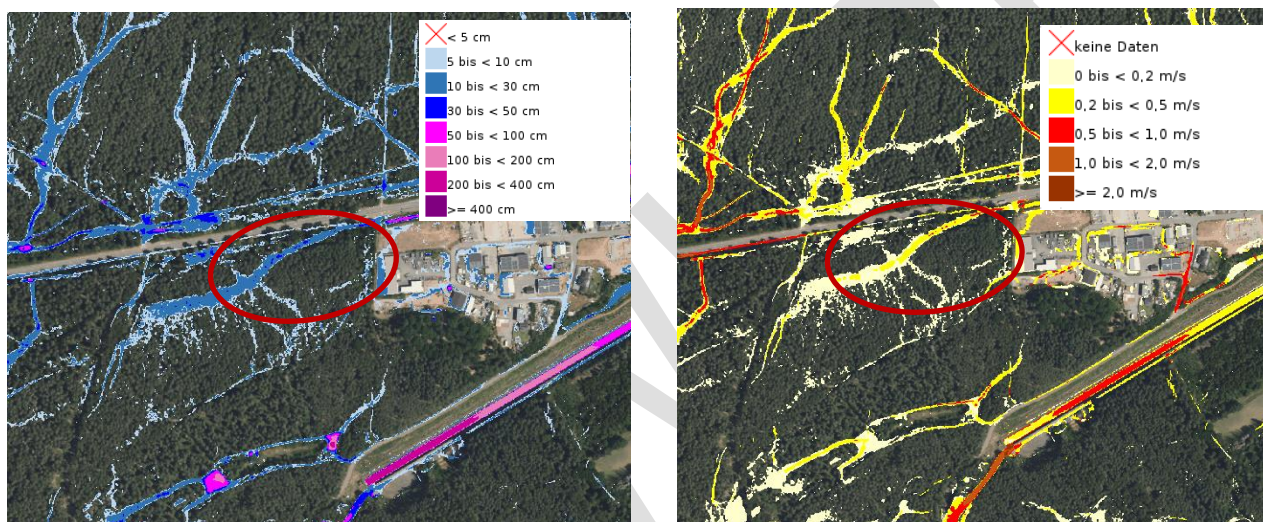 < 5 cm
5 bis < 10 cm
10 bis < 30 cm
30 bis < 50 cm
50 bis < 100 cm
100 bis < 200 cm
200 bis < 400 cm
>= 400 cm
keine Daten
0 bis < 0,2 m/s
0,2 bis < 0,5 m/s
0,5 bis < 1,0 m/s
1,0 bis < 2,0 m/s
>= 2,0 m/s